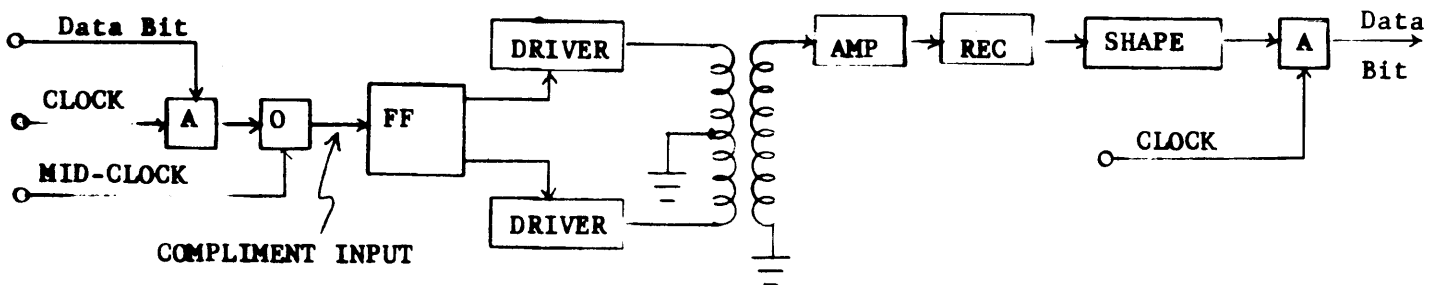 Data Bit
CLOCK
MID-CLOCK
A
O
FF
COMPLIMENT INPUT
DRIVER
DRIVER
AMP
REC
SHAPE
A
CLOCK
Data
Bit